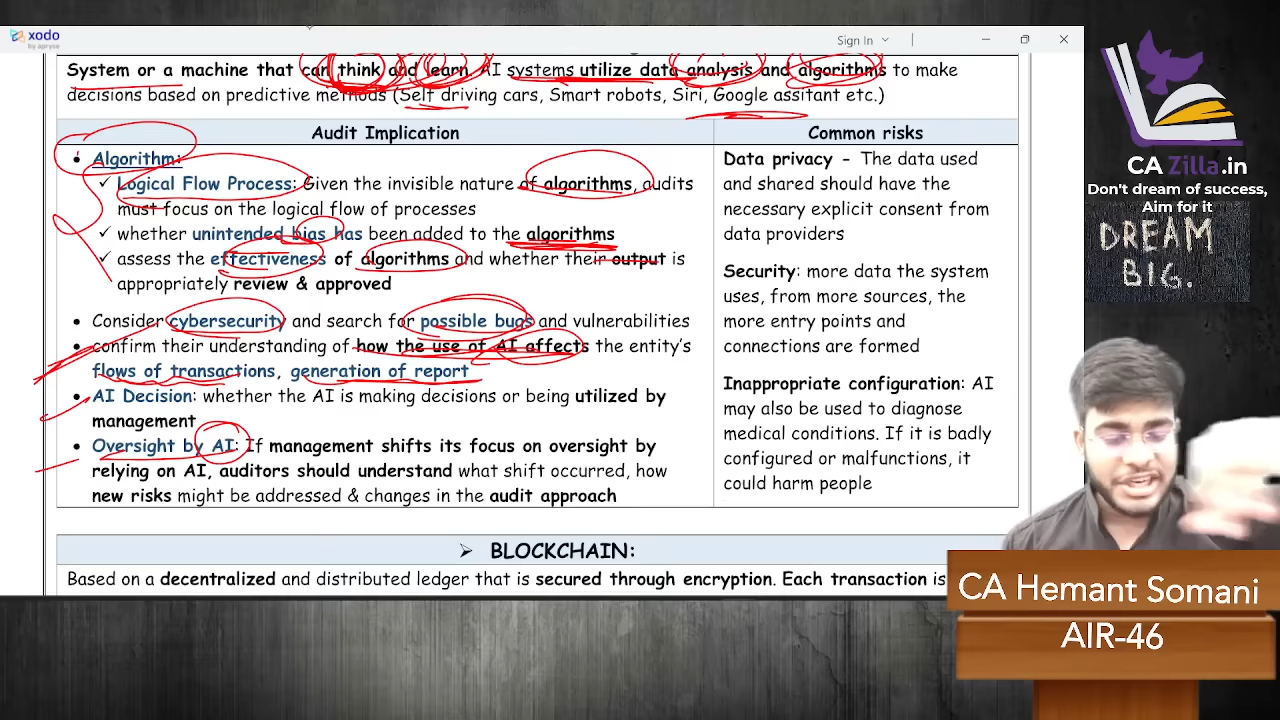 xodo
by apryse
Sign In
System or a machine that can think and learn. AI systems utilize data analysis and algorithms to make
decisions based on predictive methods (Self driving cars, Smart robots, Siri, Google assitant etc.)
Audit Implication
Common risks
• Algorithm:
✓ Logical Flow Process: Given the invisible nature of algorithms, audits
must focus on the logical flow of processes
✓ whether unintended bias has been added to the algorithms
✓ assess the effectiveness of algorithms and whether their output is
appropriately review & approved
• Consider cybersecurity and search for possible bugs and vulnerabilities
• confirm their understanding of how the use of AI affects the entity's
flows of transactions, generation of report
• AI Decision: whether the AI is making decisions or being utilized by
management
• Oversight by AI: If management shifts its focus on oversight by
relying on AI, auditors should understand what shift occurred, how
new risks might be addressed & changes in the audit approach
Data privacy - The data used
and shared should have the
necessary explicit consent from
data providers
Security: more data the system
uses, from more sources, the
more entry points and
connections are formed
Inappropriate configuration: AI
may also be used to diagnose
medical conditions. If it is badly
configured or malfunctions, it
could harm people
➢ BLOCKCHAIN:
Based on a decentralized and distributed ledger that is secured through encryption. Each transaction is
CA Zilla.in
Don't dream of success,
Aim for it
DREAM
BIG.
CA Hemant Somani
AIR-46